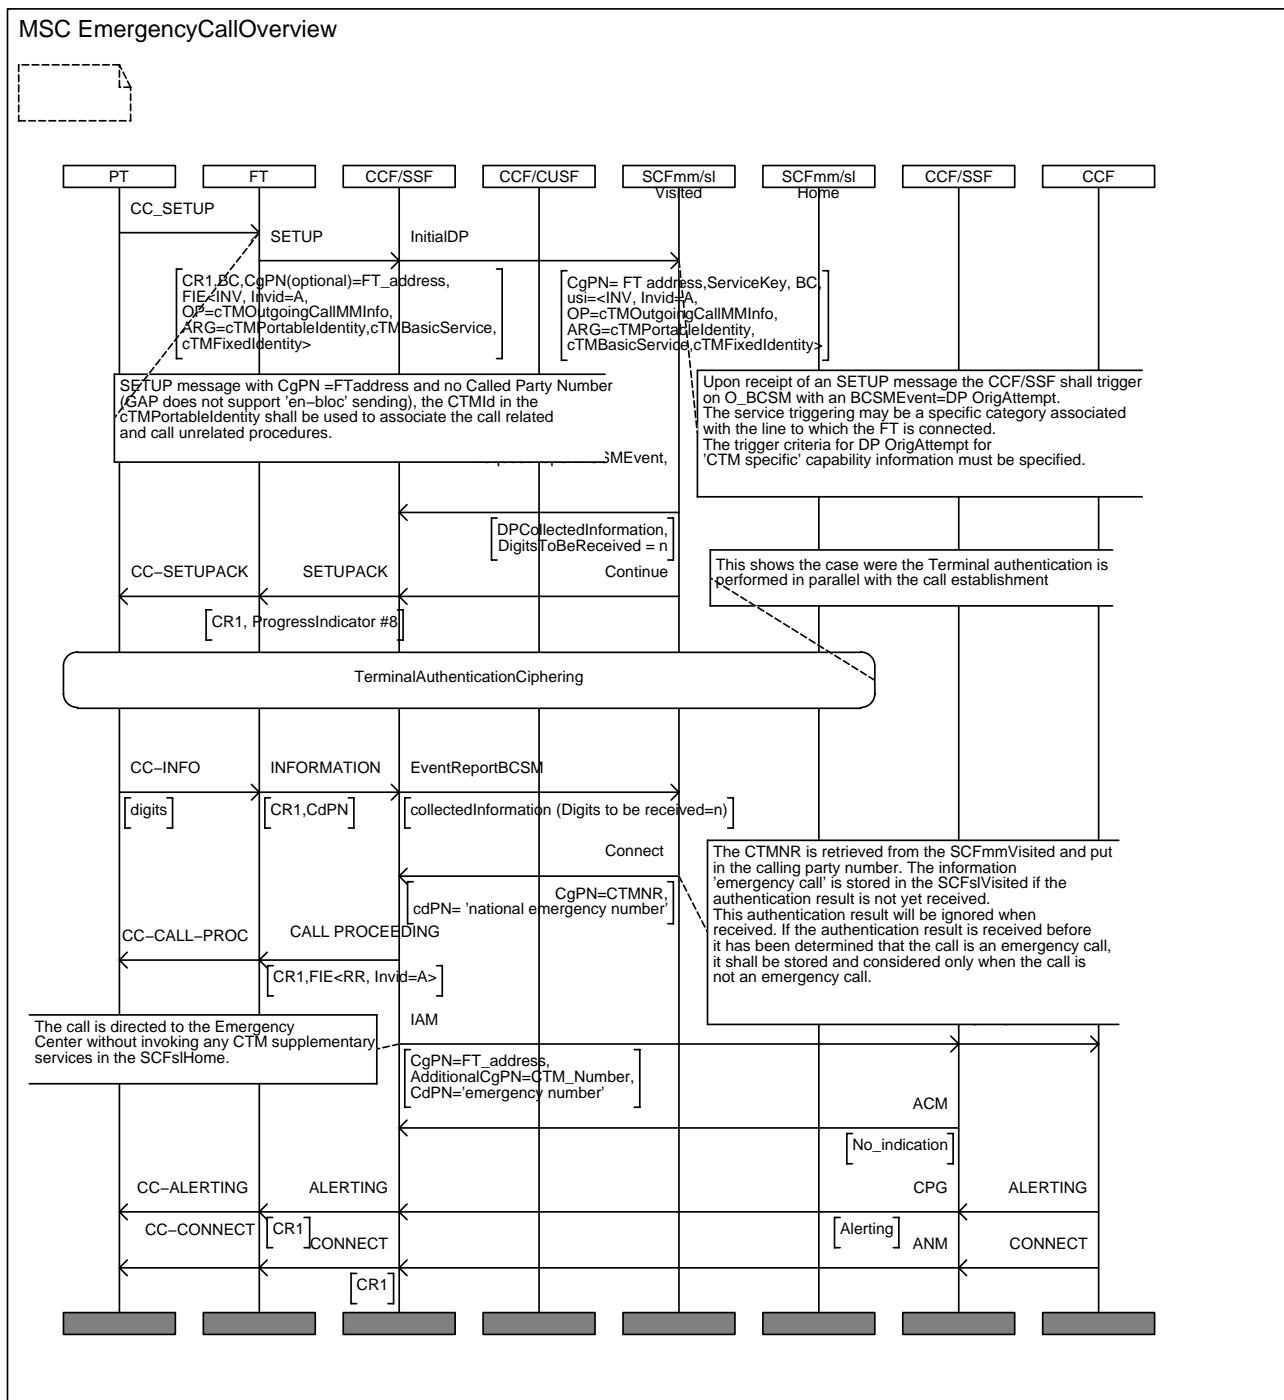 MSC EmergencyCallOverview
PT FT CCF/SSF CCF/CUSF SCFmm/sl SCFmm/sl CCF/SSF CCF
Visited Home
CC_SETUP
SETUP InitialDP
CR1,BC,CgPN(optional)=FT_address,
FIE<INV, Invid=A,
OP=cTMOutgoingCallMMInfo,
ARG=cTMPortableIdentity,cTMBasicService,
cTMFixedIdentity>
CgPN= FT address,ServiceKey, BC,
usi=<INV, Invid=A,
OP=cTMOutgoingCallMMInfo,
ARG=cTMPortableIdentity,
cTMBasicService,cTMFixedIdentity>
SETUP message with CgPN =FTaddress and no Called Party Number
(GAP does not support 'en−bloc' sending), the CTMId in the
cTMPortableIdentity shall be used to associate the call related
and call unrelated procedures.
Upon receipt of an SETUP message the CCF/SSF shall trigger
on O_BCSM with an BCSMEvent=DP OrigAttempt.
The service triggering may be a specific category associated
with the line to which the FT is connected.
The trigger criteria for DP OrigAttempt for
'CTM specific' capability information must be specified.
DPCollectedInformation,
DigitsToBeReceived = n
This shows the case were the Terminal authentication is
performed in parallel with the call establishment
CC−SETUPACK SETUPACK Continue
CR1, ProgressIndicator #8
TerminalAuthenticationCiphering
CC−INFO INFORMATION EventReportBCSM
digits CR1,CdPN collectedInformation (Digits to be received=n)
Connect
CgPN=CTMNR,
cdPN= 'national emergency number'
The CTMNR is retrieved from the SCFmmVisited and put
in the calling party number. The information
'emergency call' is stored in the SCFslVisited if the
authentication result is not yet received.
This authentication result will be ignored when
received. If the authentication result is received before
it has been determined that the call is an emergency call,
it shall be stored and considered only when the call is
not an emergency call.
CC−CALL−PROC CALL PROCEEDING
CR1,FIE<RR, Invid=A>
The call is directed to the Emergency
Center without invoking any CTM supplementary
services in the SCFslHome.
IAM
CgPN=FT_address,
AdditionalCgPN=CTM_Number,
CdPN='emergency number'
ACM
No_indication
CC−ALERTING ALERTING CPG ALERTING
CR1 Alerting
CC−CONNECT CONNECT ANM CONNECT
CR1